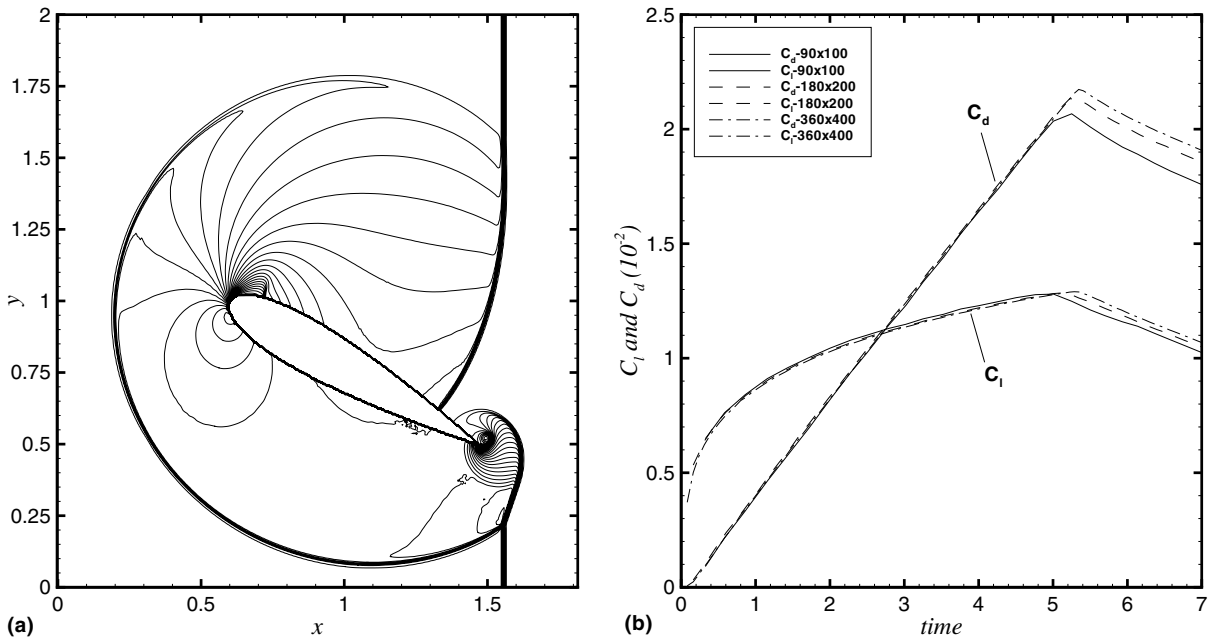 2
1.75
1.5
1.25
1
0.75
0.5
0.25
0
y
0
0.5
1
1.5
x
(a)
2.5
2
1.5
1
0.5
0
C_l and C_d (10^-2)
C_d-90x100
C_l-90x100
C_d-180x200
C_l-180x200
C_d-360x400
C_l-360x400
C_d
C_l
0
1
2
3
4
5
6
7
time
(b)